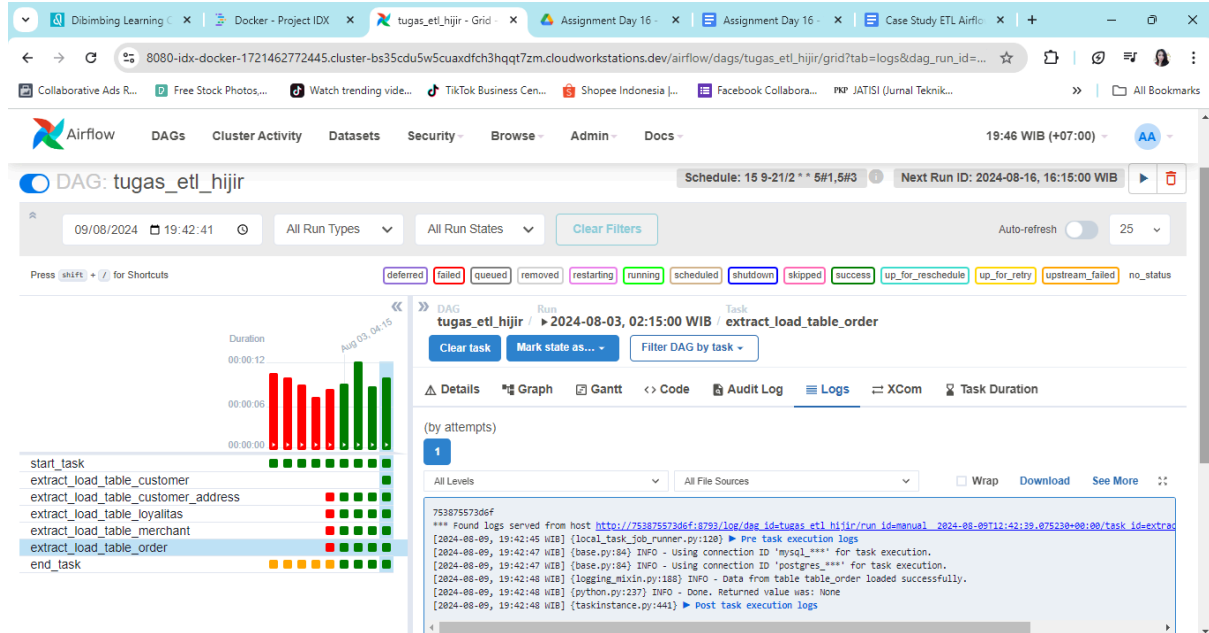 Dibimbing Learning C
Docker - Project IDX
tugas_etl_hijir - Grid -
Assignment Day 16 -
Assignment Day 16 -
Case Study ETL Airflo
8080-idx-docker-1721462772445.cluster-bs35cdu5w5cuaxdfch3hqqt7zm.cloudworkstations.dev/airflow/dags/tugas_etl_hijir/grid?tab=logs&dag_run_id=...
Collaborative Ads R... Free Stock Photos,... Watch trending vide... TikTok Business Cen... Shopee Indonesia |... Facebook Collabora... PKP JATISI (Jurnal Teknik... » All Bookmarks
Airflow DAGs Cluster Activity Datasets Security Browse Admin Docs 19:46 WIB (+07:00) AA
DAG: tugas_etl_hijir Schedule: 15 9-21/2 * * 5#1,5#3 Next Run ID: 2024-08-16, 16:15:00 WIB
09/08/2024 19:42:41 All Run Types All Run States Clear Filters Auto-refresh 25
Press shift + / for Shortcuts deferred failed queued removed restarting running scheduled shutdown skipped success up_for_reschedule up_for_retry upstream_failed no_status
Duration
Aug 03, 04:15
00:00:12
00:00:06
00:00:00
start_task
extract_load_table_customer
extract_load_table_customer_address
extract_load_table_loyalitas
extract_load_table_merchant
extract_load_table_order
end_task
DAG Run Task
tugas_etl_hijir / 2024-08-03, 02:15:00 WIB / extract_load_table_order
Clear task Mark state as... Filter DAG by task
Details Graph Gantt Code Audit Log Logs XCom Task Duration
(by attempts)
1
All Levels All File Sources Wrap Download See More
753875573d6f
*** Found logs served from host http://753875573d6f:8793/log/dag_id=tugas_etl_hijir/run_id=manual__2024-08-09T12:42:39.075230+00:00/task_id=extrac
[2024-08-09, 19:42:45 WIB] {local_task_job_runner.py:120} ▶ Pre task execution logs
[2024-08-09, 19:42:47 WIB] {base.py:84} INFO - Using connection ID 'mysql_***' for task execution.
[2024-08-09, 19:42:47 WIB] {base.py:84} INFO - Using connection ID 'postgres_***' for task execution.
[2024-08-09, 19:42:48 WIB] {logging_mixin.py:188} INFO - Data from table table_order loaded successfully.
[2024-08-09, 19:42:48 WIB] {python.py:237} INFO - Done. Returned value was: None
[2024-08-09, 19:42:48 WIB] {taskinstance.py:441} ▶ Post task execution logs